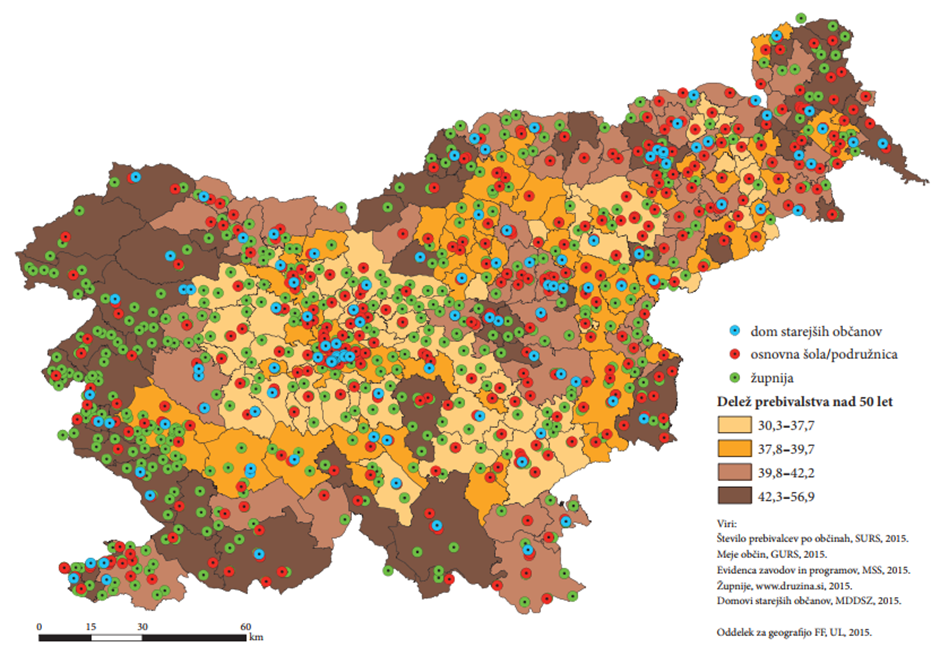 dom starejših občanov
osnovna šola/podružnica
župnija
Delež prebivalstva nad 50 let
30,3–37,7
37,8–39,7
39,8–42,2
42,3–56,9
Viri:
Število prebivalcev po občinah, SURS, 2015.
Meje občin, GURS, 2015.
Evidenca zavodov in programov, MSS, 2015.
Župnije, www.druzina.si, 2015.
Domovi starejših občanov, MDDSZ, 2015.
Oddelek za geografijo FF, UL, 2015.
0 15 30 60
km